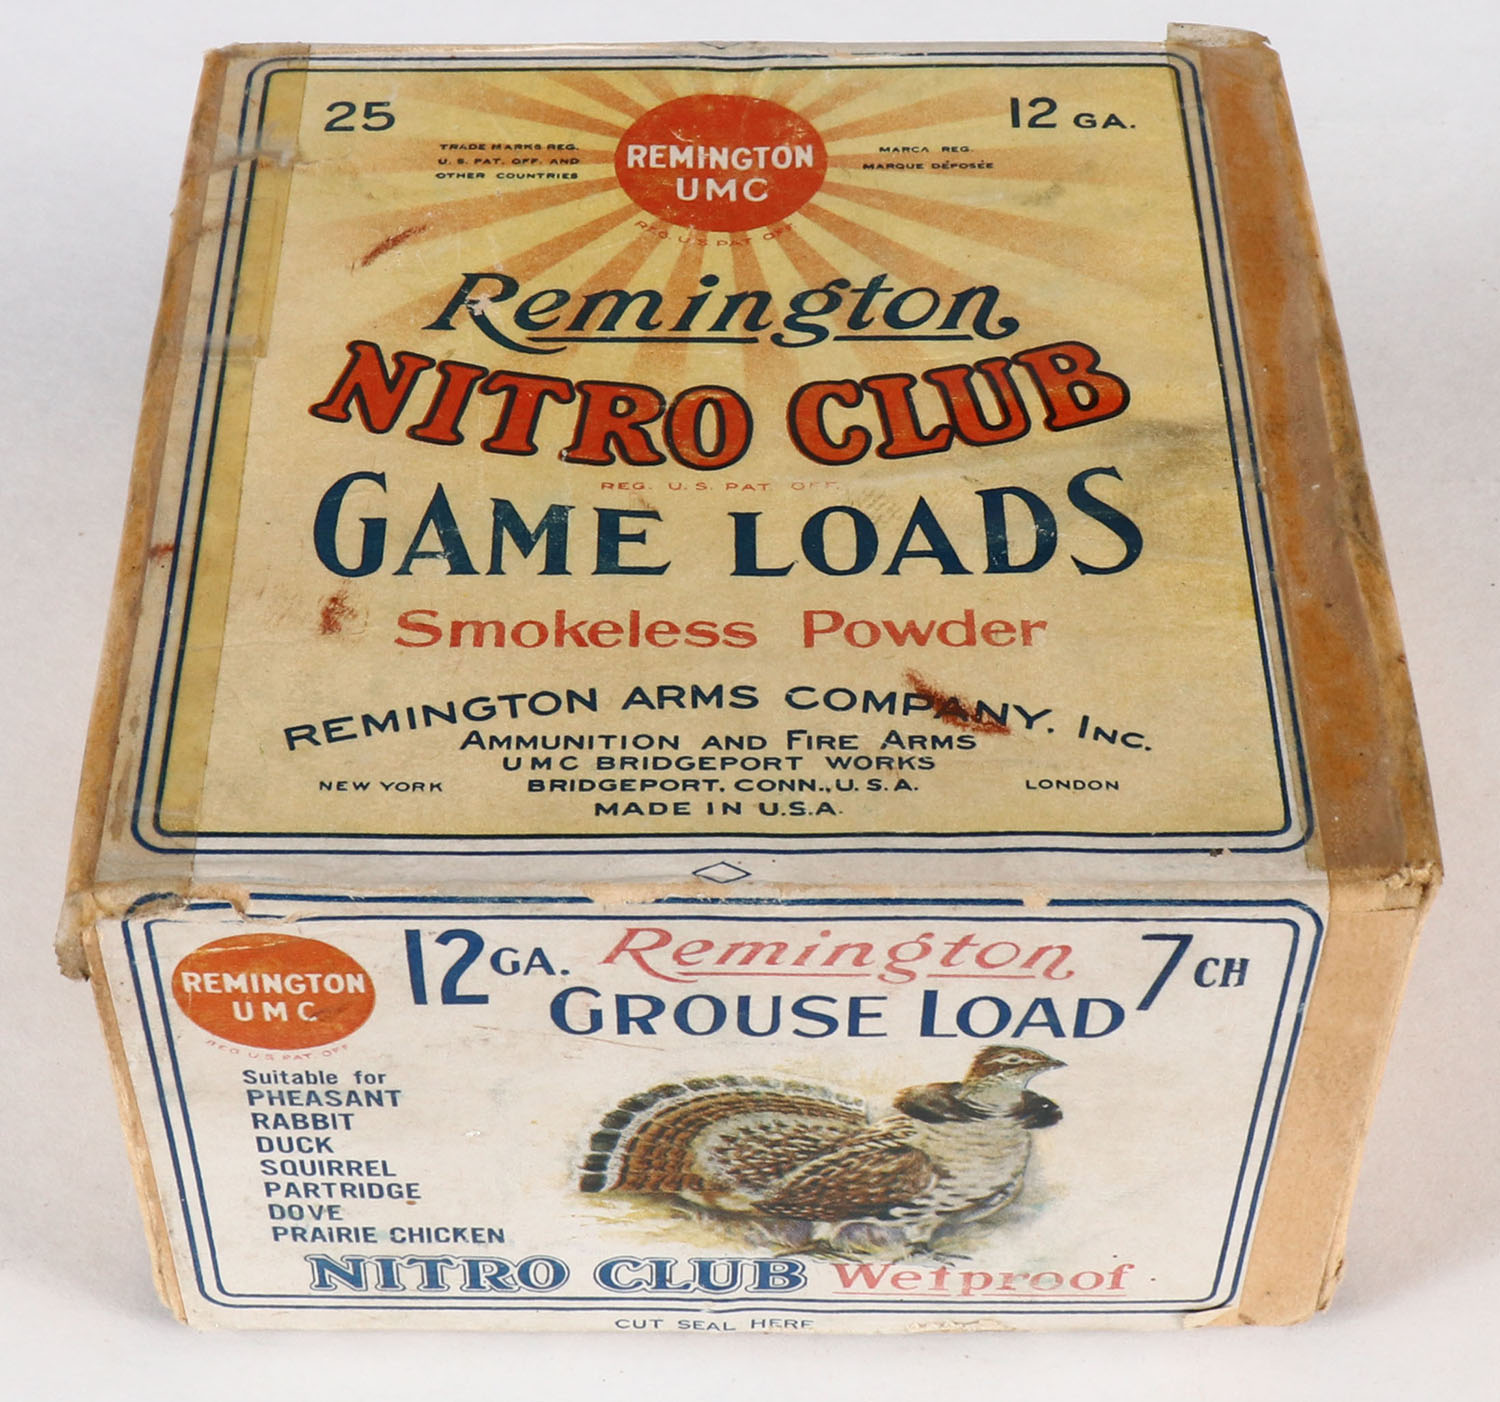 25
12 GA.
TRADE MARKS REG.
U. S. PAT. OFF. AND
OTHER COUNTRIES
REMINGTON
UMC
REG. U.S. PAT. OFF.
MARCA REG.
MARQUE DÉPOSÉE
Remington
NITRO CLUB
REG. U. S. PAT. OFF.
GAME LOADS
Smokeless Powder
REMINGTON ARMS COMPANY, INC.
AMMUNITION AND FIRE ARMS
UMC BRIDGEPORT WORKS
NEW YORK BRIDGEPORT, CONN., U. S. A. LONDON
MADE IN U.S.A.
REMINGTON
UMC
REG. U.S. PAT. OFF.
12 GA. Remington 7 CH
GROUSE LOAD
Suitable for
PHEASANT
RABBIT
DUCK
SQUIRREL
PARTRIDGE
DOVE
PRAIRIE CHICKEN
NITRO CLUB Wetproof
CUT SEAL HERE